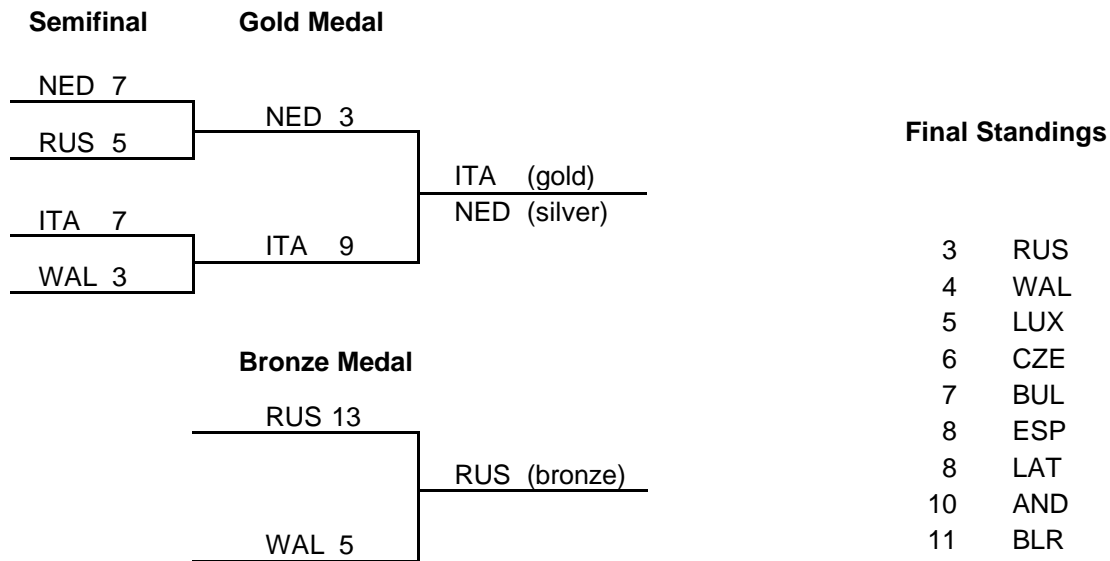 Semifinal Gold Medal
NED 7
NED 3
RUS 5
ITA (gold)
NED (silver)
ITA 7
ITA 9
WAL 3
Bronze Medal
RUS 13
RUS (bronze)
WAL 5
Final Standings
3 RUS
4 WAL
5 LUX
6 CZE
7 BUL
8 ESP
8 LAT
10 AND
11 BLR